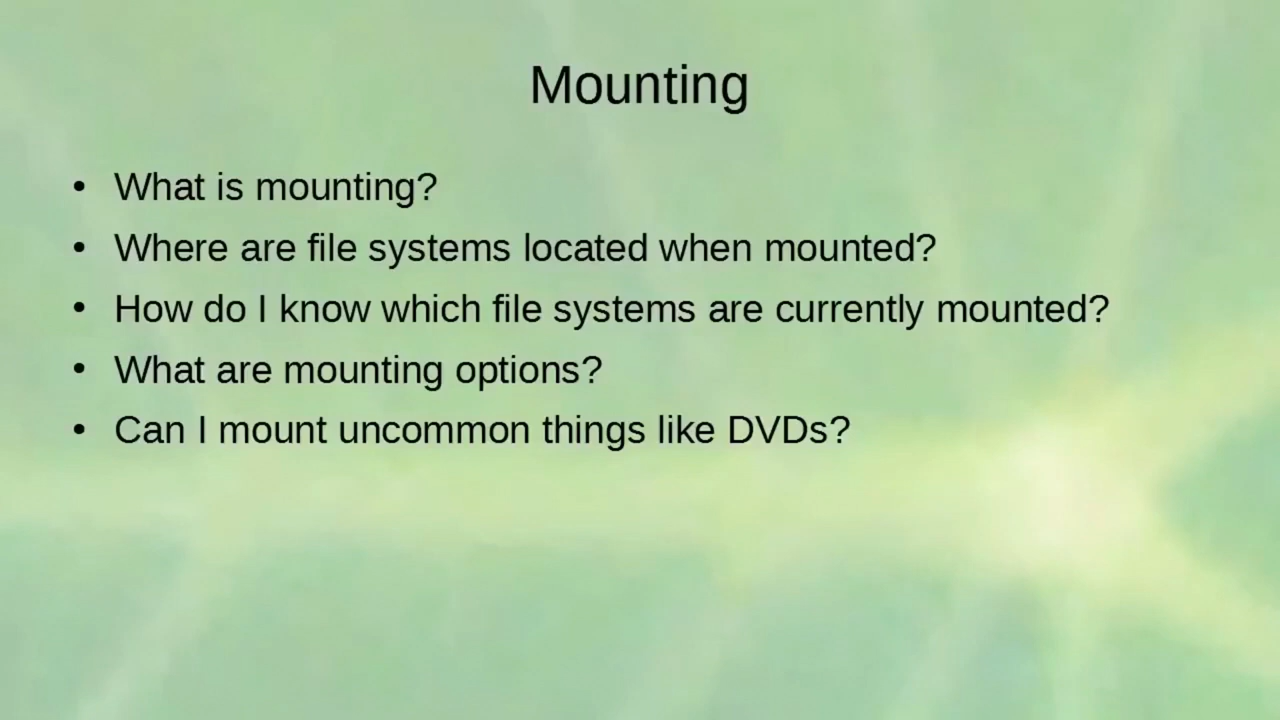 Mounting
• What is mounting?
• Where are file systems located when mounted?
• How do I know which file systems are currently mounted?
• What are mounting options?
• Can I mount uncommon things like DVDs?